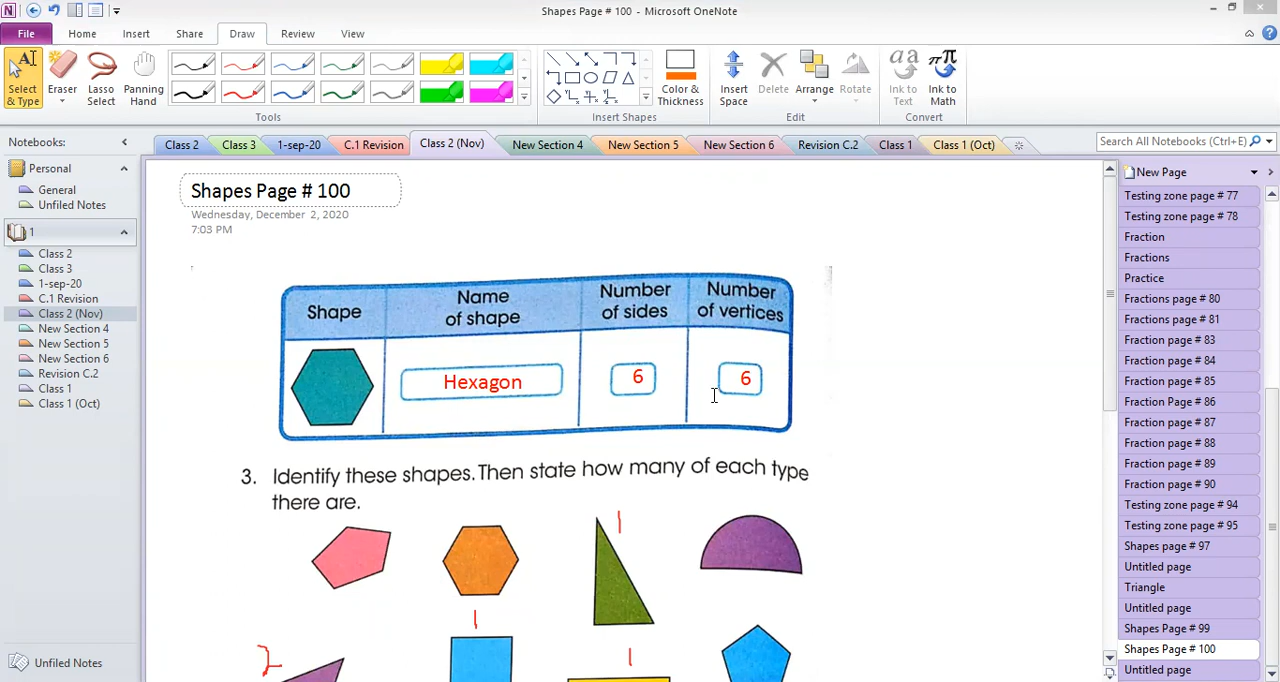 Shapes Page # 100 - Microsoft OneNote
File Home Insert Share Draw Review View
Select & Type
Eraser
Lasso Select
Panning Hand
Color & Thickness
Insert Space
Delete
Arrange
Rotate
Ink to Text
Ink to Math
Tools
Insert Shapes
Edit
Convert
Notebooks:
Class 2 Class 3 1-sep-20 C.1 Revision Class 2 (Nov) New Section 4 New Section 5 New Section 6 Revision C.2 Class 1 Class 1 (Oct)
Search All Notebooks (Ctrl+E)
Personal
General
Unfiled Notes
1
Class 2
Class 3
1-sep-20
C.1 Revision
Class 2 (Nov)
New Section 4
New Section 5
New Section 6
Revision C.2
Class 1
Class 1 (Oct)
Unfiled Notes
Shapes Page # 100
Wednesday, December 2, 2020
7:03 PM
Shape
Name of shape
Number of sides
Number of vertices
Hexagon
6
6
3. Identify these shapes. Then state how many of each type
there are.
1
1
2
1
New Page
Testing zone page # 77
Testing zone page # 78
Fraction
Fractions
Practice
Fractions page # 80
Fractions page # 81
Fraction page # 83
Fraction page # 84
Fraction page # 85
Fraction Page # 86
Fraction page # 87
Fraction page # 88
Fraction page # 89
Fraction page # 90
Testing zone page # 94
Testing zone page # 95
Shapes page # 97
Untitled page
Triangle
Untitled page
Shapes Page # 99
Shapes Page # 100
Untitled page